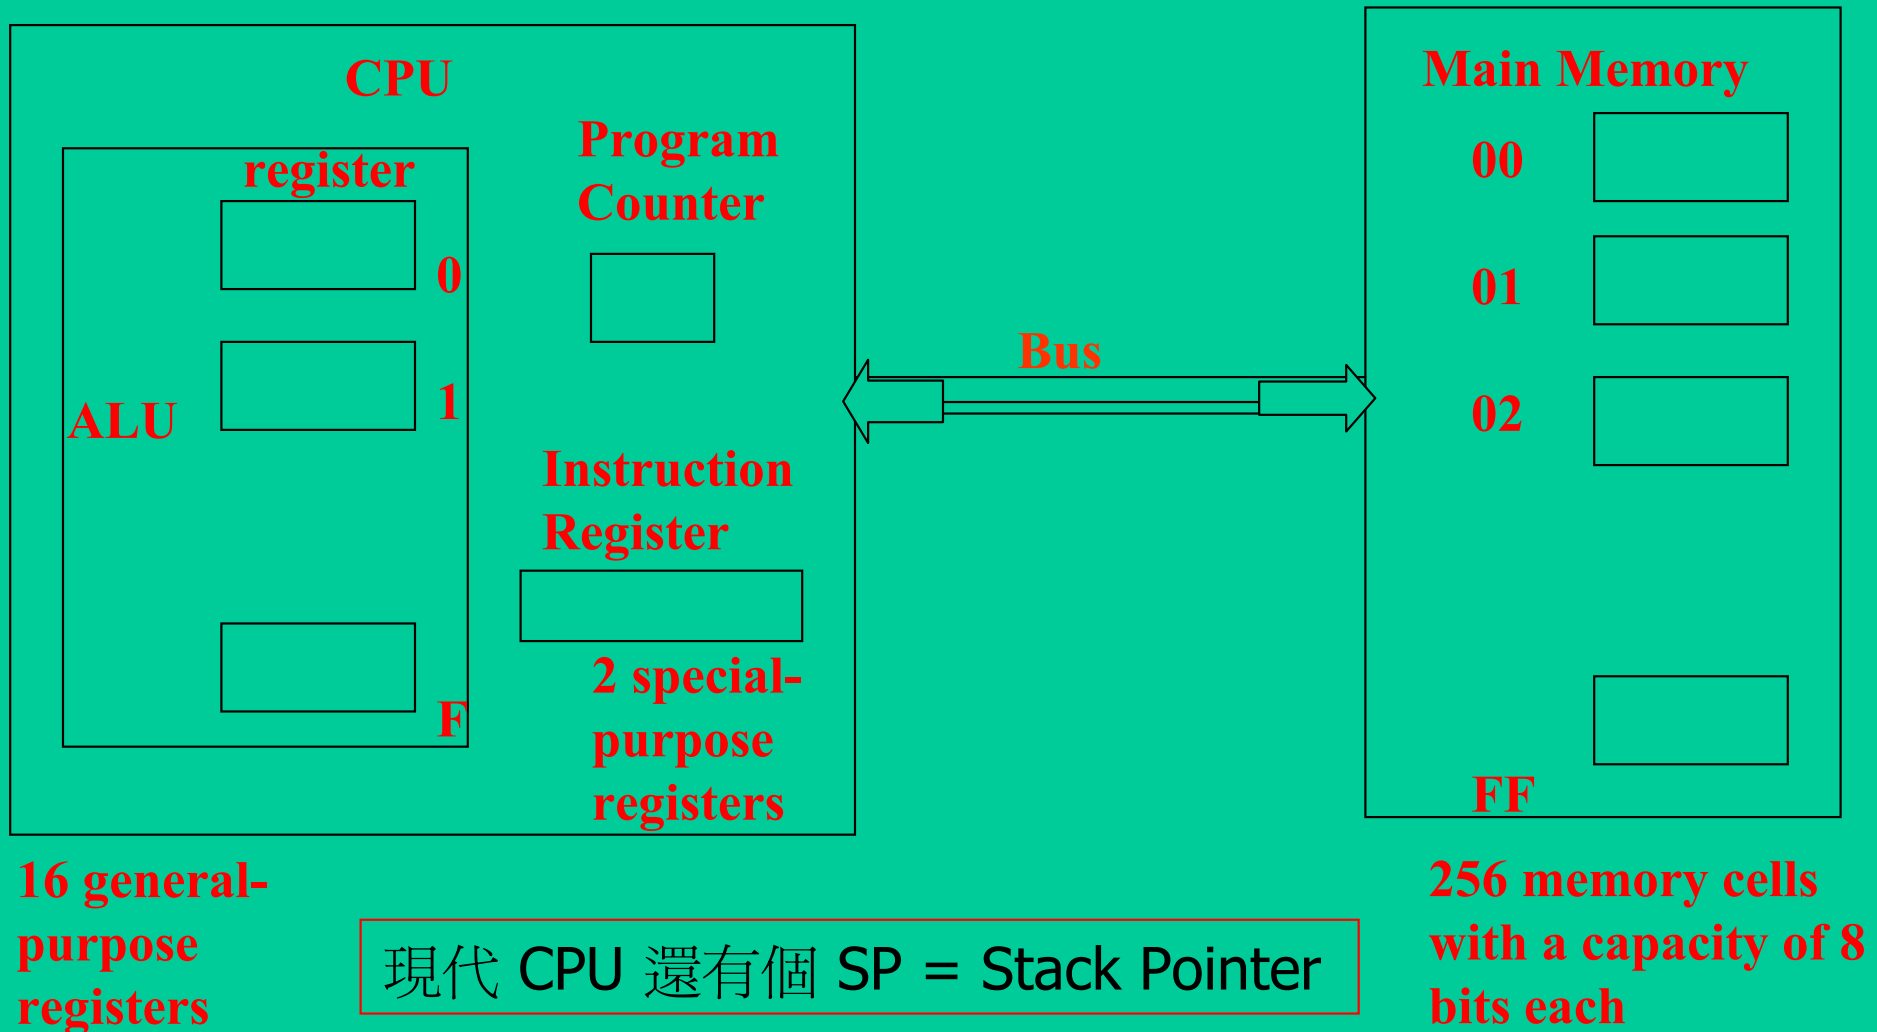 CPU
register
0
1
ALU
F
Program
Counter
Instruction
Register
2 special-
purpose
registers
Bus
Main Memory
00
01
02
FF
16 general-
purpose
registers
現代 CPU 還有個 SP = Stack Pointer
256 memory cells
with a capacity of 8
bits each